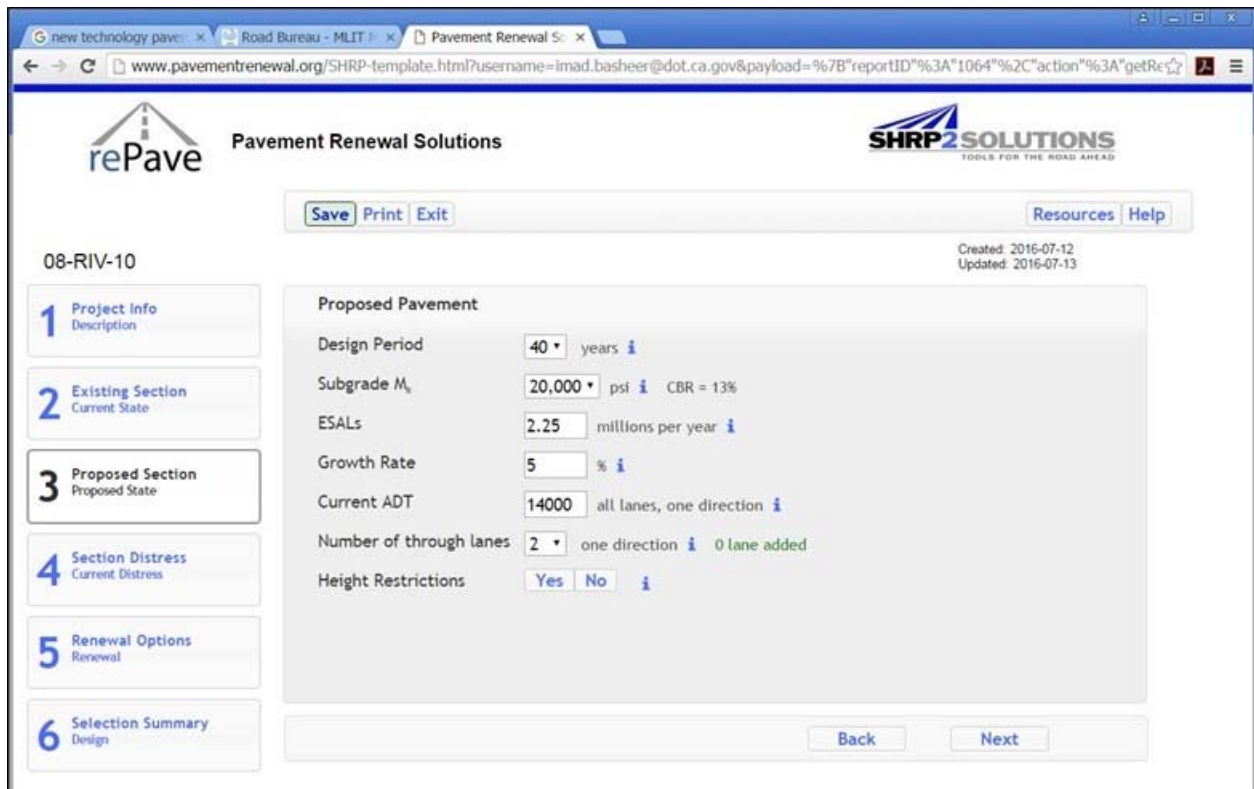 new technology pave
Road Bureau - MLIT
Pavement Renewal So
www.pavementrenewal.org/SHRP-template.html?username=imad.basheer@dot.ca.gov&payload=%7B"reportID"%3A"1064"%2C"action"%3A"getRe
rePave
Pavement Renewal Solutions
SHRP2SOLUTIONS
TOOLS FOR THE ROAD AHEAD
Save Print Exit Resources Help
08-RIV-10
Created: 2016-07-12
Updated: 2016-07-13
1 Project Info
Description
2 Existing Section
Current State
3 Proposed Section
Proposed State
4 Section Distress
Current Distress
5 Renewal Options
Renewal
6 Selection Summary
Design
Proposed Pavement
Design Period 40 years i
Subgrade MR 20,000 psi i CBR = 13%
ESALs 2.25 millions per year i
Growth Rate 5 % i
Current ADT 14000 all lanes, one direction i
Number of through lanes 2 one direction i 0 lane added
Height Restrictions Yes No i
Back Next